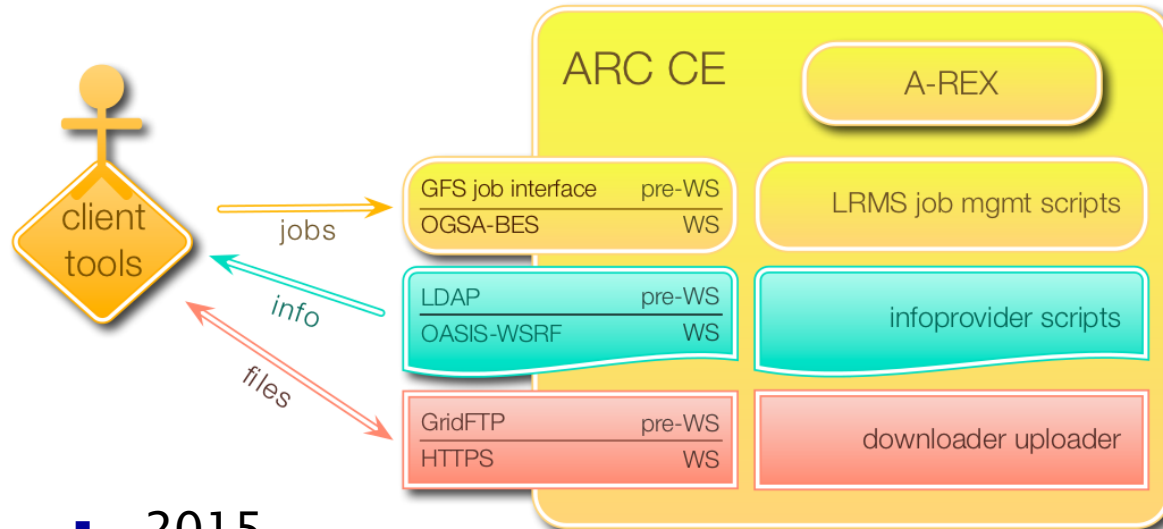 ARC CE
A-REX
client
tools
jobs
info
files
GFS job interface pre-WS
OGSA-BES WS
LRMS job mgmt scripts
LDAP pre-WS
OASIS-WSRF WS
infoprovider scripts
GridFTP pre-WS
HTTPS WS
downloader uploader
▪ 2015